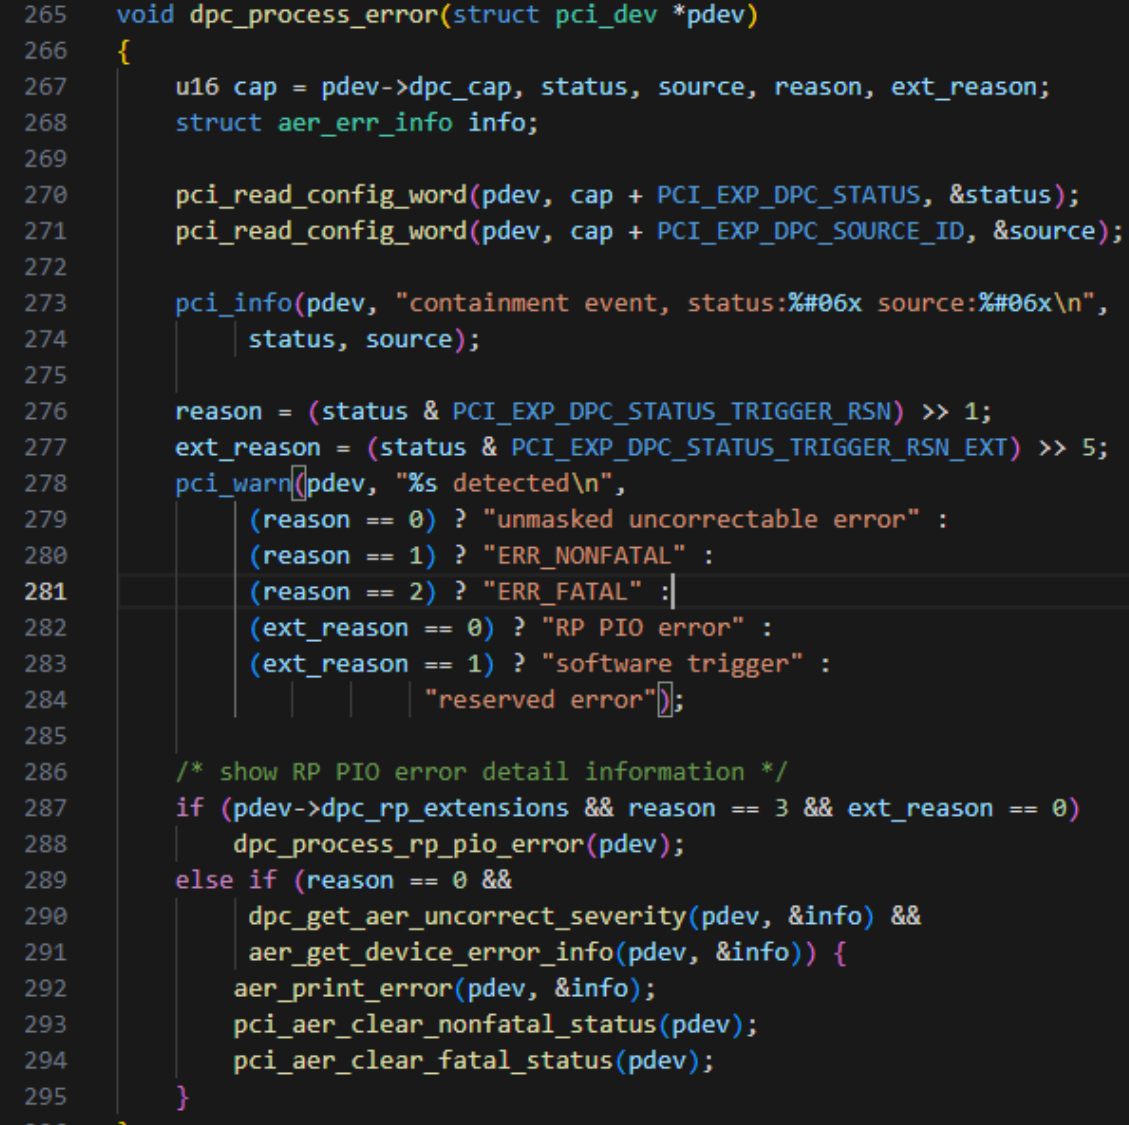 265 void dpc_process_error(struct pci_dev *pdev)
266 {
267 u16 cap = pdev->dpc_cap, status, source, reason, ext_reason;
268 struct aer_err_info info;
269
270 pci_read_config_word(pdev, cap + PCI_EXP_DPC_STATUS, &status);
271 pci_read_config_word(pdev, cap + PCI_EXP_DPC_SOURCE_ID, &source);
272
273 pci_info(pdev, "containment event, status:%#06x source:%#06x\n",
274 status, source);
275
276 reason = (status & PCI_EXP_DPC_STATUS_TRIGGER_RSN) >> 1;
277 ext_reason = (status & PCI_EXP_DPC_STATUS_TRIGGER_RSN_EXT) >> 5;
278 pci_warn(pdev, "%s detected\n",
279 (reason == 0) ? "unmasked uncorrectable error" :
280 (reason == 1) ? "ERR_NONFATAL" :
281 (reason == 2) ? "ERR_FATAL" :
282 (ext_reason == 0) ? "RP PIO error" :
283 (ext_reason == 1) ? "software trigger" :
284 "reserved error");
285
286 /* show RP PIO error detail information */
287 if (pdev->dpc_rp_extensions && reason == 3 && ext_reason == 0)
288 dpc_process_rp_pio_error(pdev);
289 else if (reason == 0 &&
290 dpc_get_aer_uncorrect_severity(pdev, &info) &&
291 aer_get_device_error_info(pdev, &info)) {
292 aer_print_error(pdev, &info);
293 pci_aer_clear_nonfatal_status(pdev);
294 pci_aer_clear_fatal_status(pdev);
295 }